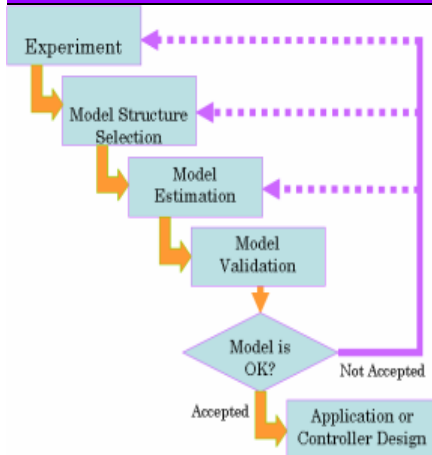 Experiment
Model Structure
Selection
Model
Estimation
Model
Validation
Model is
OK?
Not Accepted
Accepted
Application or
Controller Design